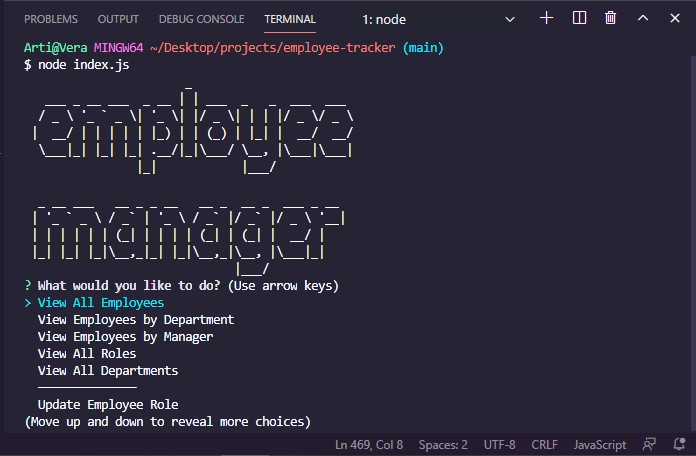 PROBLEMS OUTPUT DEBUG CONSOLE TERMINAL 1: node
Arti@Vera MINGW64 ~/Desktop/projects/employee-tracker (main)
$ node index.js
employee
manager
? What would you like to do? (Use arrow keys)
> View All Employees
View Employees by Department
View Employees by Manager
View All Roles
View All Departments
──────────────
Update Employee Role
(Move up and down to reveal more choices)
Ln 469, Col 8 Spaces: 2 UTF-8 CRLF JavaScript